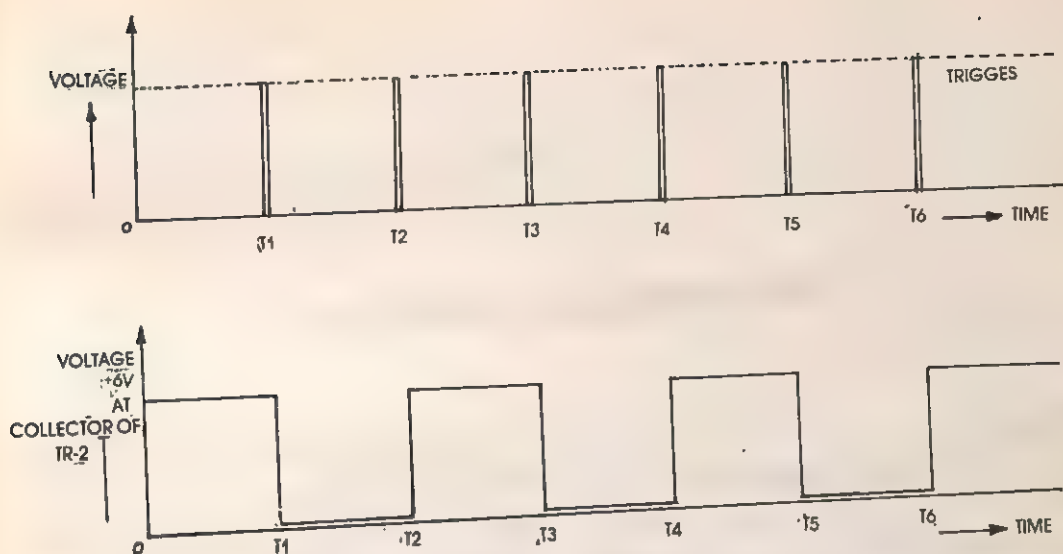 VOLTAGE
TRIGGES
O
T1
T2
T3
T4
T5
T6
TIME
VOLTAGE
+6V
AT
COLLECTOR OF
TR-2
O
T1
T2
T3
T4
T5
T6
TIME